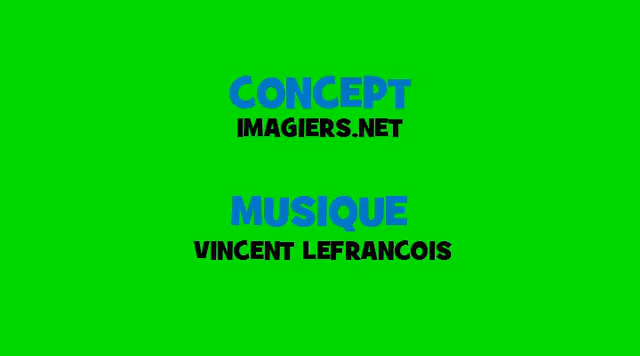 CONCEPT
IMAGIERS.NET
MUSIQUE
VINCENT LEFRANCOIS